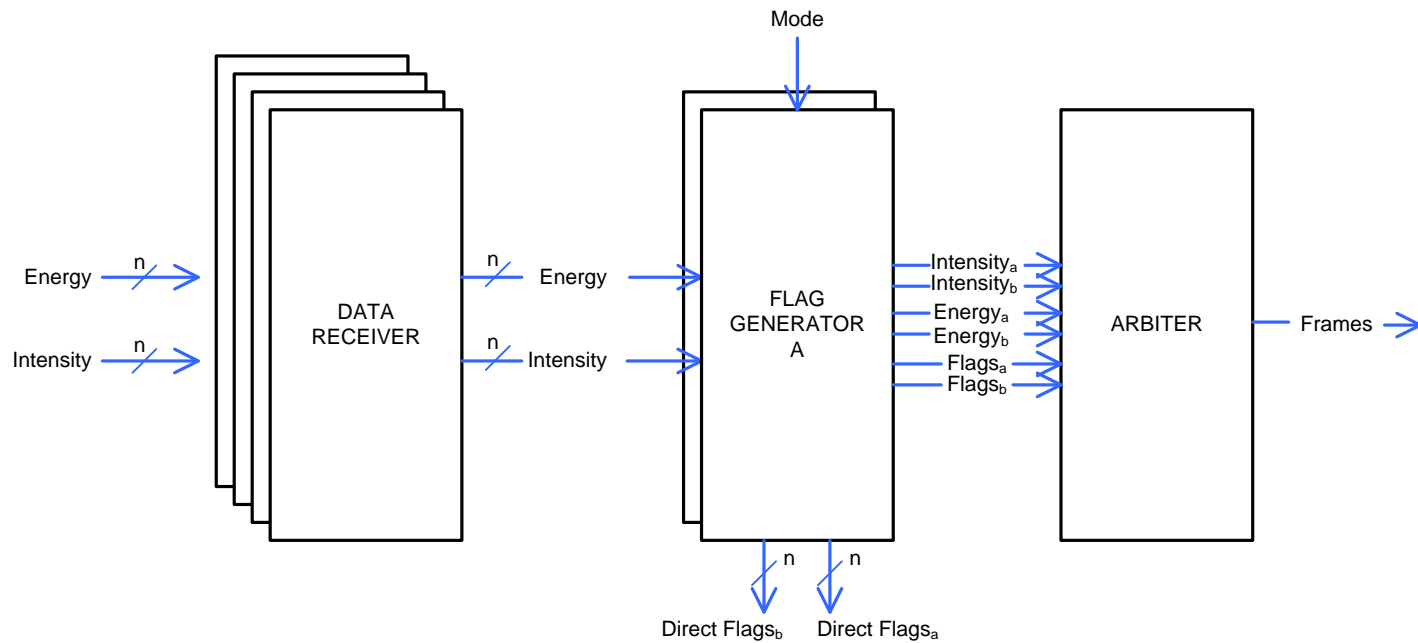 Mode
n
Energy
n
Intensity
DATA
RECEIVER
n
Energy
n
Intensity
FLAG
GENERATOR
A
Intensityₐ
Intensity_b
Energyₐ
Energy_b
Flagsₐ
Flags_b
ARBITER
Frames
n
n
Direct Flags_b
Direct Flagsₐ